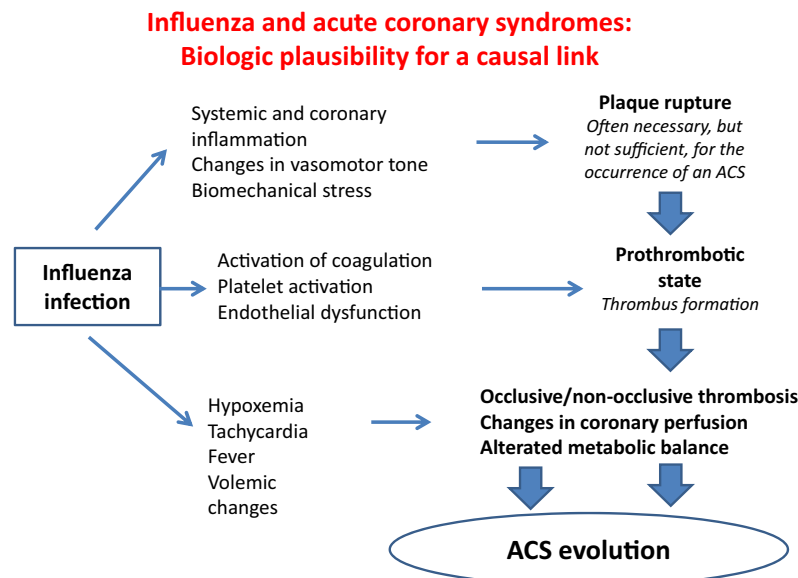 Influenza and acute coronary syndromes:
Biologic plausibility for a causal link
Systemic and coronary
inflammation
Changes in vasomotor tone
Biomechanical stress
Plaque rupture
Often necessary, but
not sufficient, for the
occurrence of an ACS
Influenza
infection
Activation of coagulation
Platelet activation
Endothelial dysfunction
Prothrombotic
state
Thrombus formation
Hypoxemia
Tachycardia
Fever
Volemic
changes
Occlusive/non-occlusive thrombosis
Changes in coronary perfusion
Alterated metabolic balance
ACS evolution